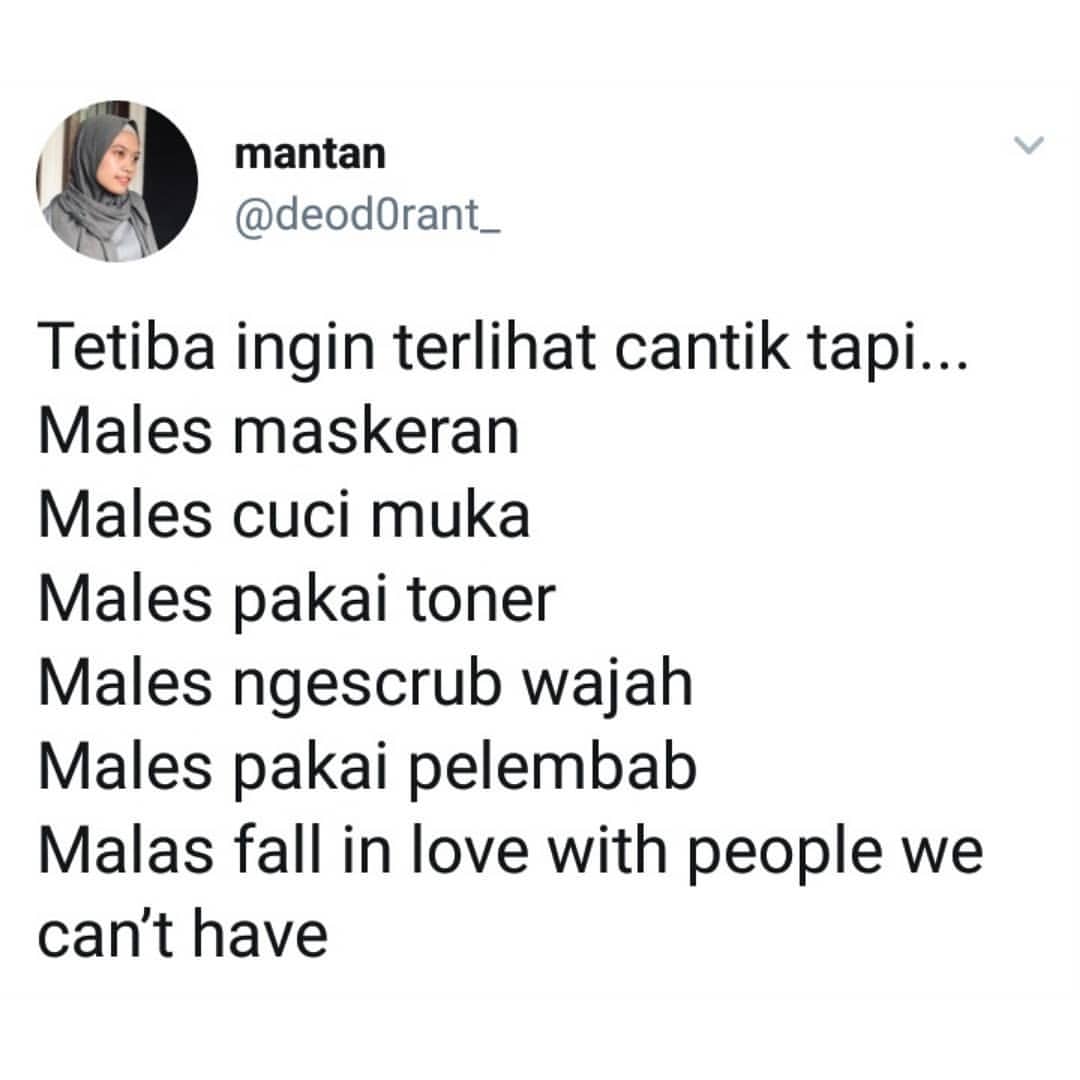 mantan
@deod0rant_
Tetiba ingin terlihat cantik tapi...
Males maskeran
Males cuci muka
Males pakai toner
Males ngescrub wajah
Males pakai pelembab
Malas fall in love with people we
can’t have